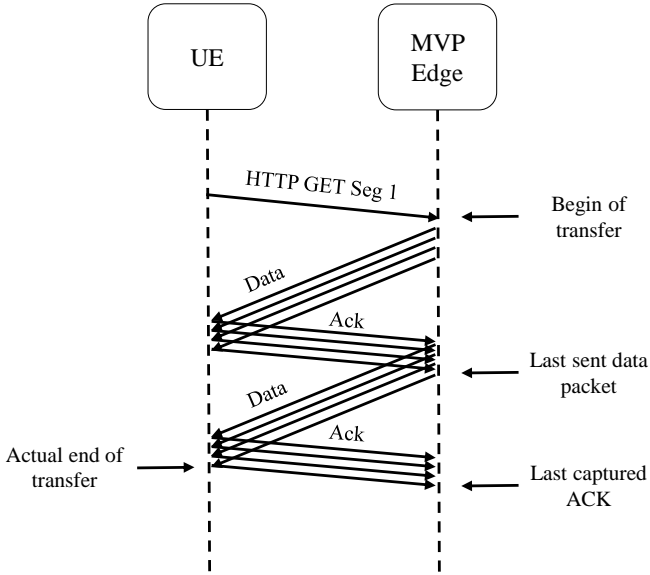 UE
MVP
Edge
HTTP GET Seg 1
Begin of
transfer
Data
Ack
Last sent data
packet
Data
Ack
Actual end of
transfer
Last captured
ACK